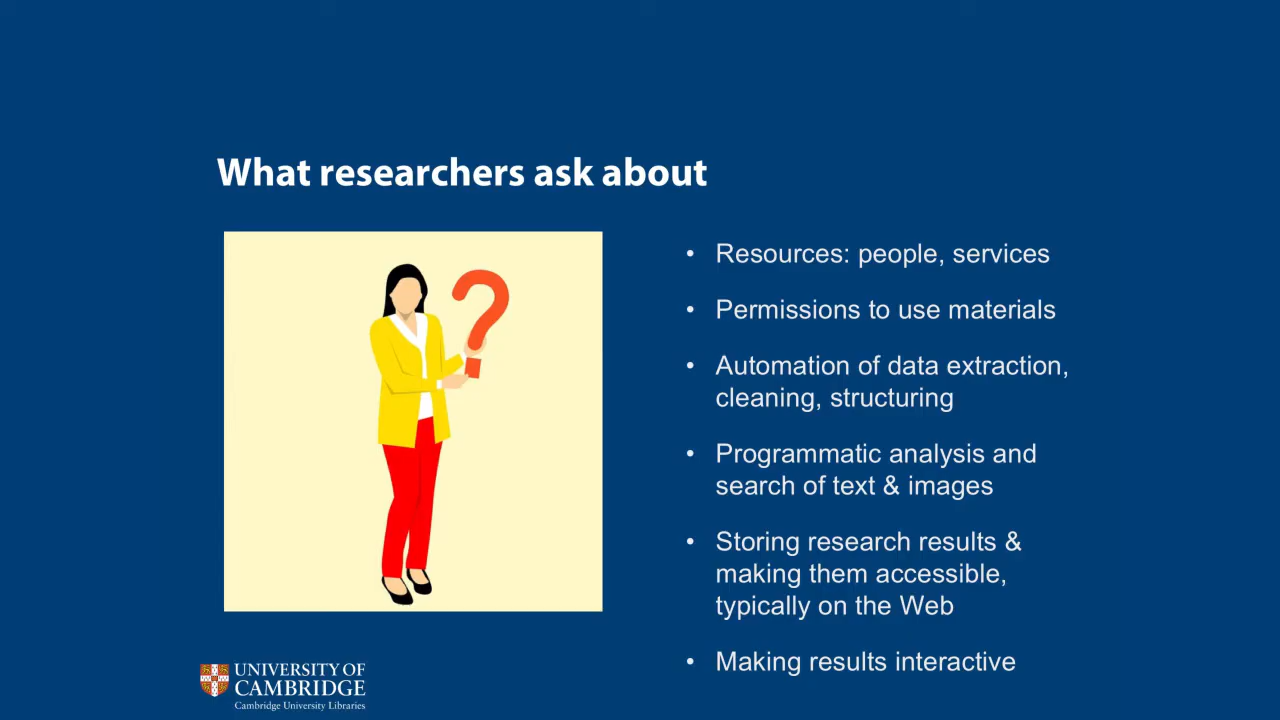 What researchers ask about
• Resources: people, services
• Permissions to use materials
• Automation of data extraction,
cleaning, structuring
• Programmatic analysis and
search of text & images
• Storing research results &
making them accessible,
typically on the Web
• Making results interactive
UNIVERSITY OF
CAMBRIDGE
Cambridge University Libraries